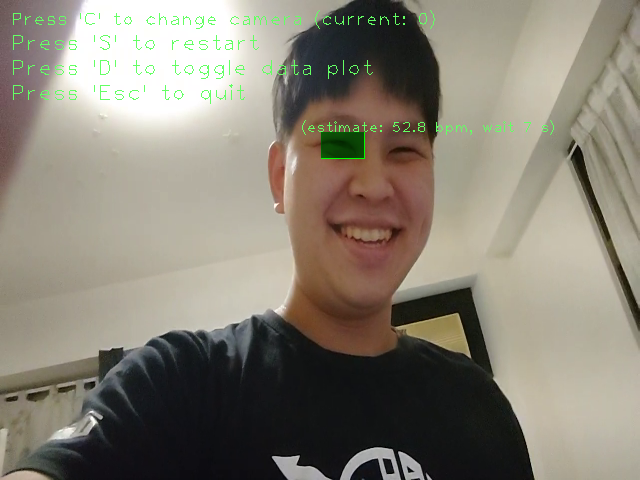 Press 'C' to change camera (current: 0)
Press 'S' to restart
Press 'D' to toggle data plot
Press 'Esc' to quit
(estimate: 52.8 bpm, wait 7 s)